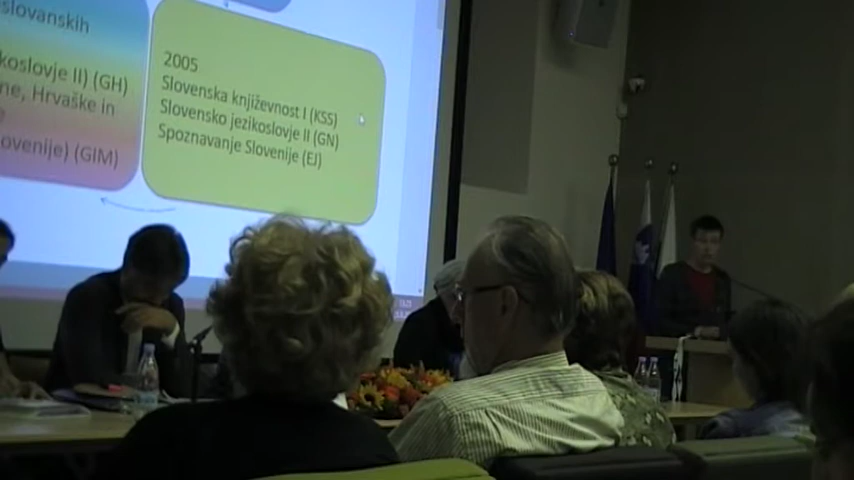 slovanskih
koslovje II) (GH)
ne, Hrvaške in
ovenije) (GIM)
2005
Slovenska književnost I (KSS)
Slovensko jezikoslovje II (GN)
Spoznavanje Slovenije (EJ)